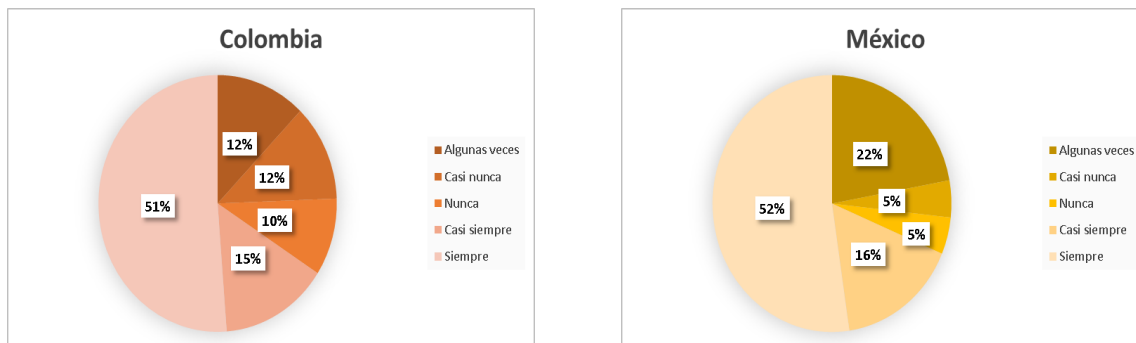 Colombia
12%
12%
10%
15%
51%
Algunas veces
Casi nunca
Nunca
Casi siempre
Siempre
México
22%
5%
5%
16%
52%
Algunas veces
Casi nunca
Nunca
Casi siempre
Siempre